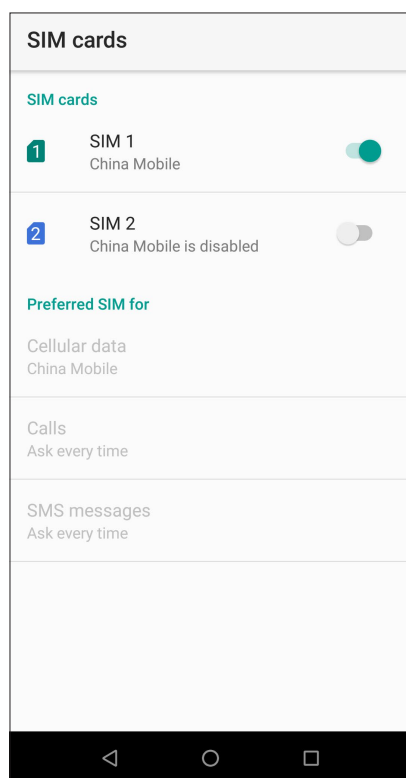 SIM cards
SIM cards
1
SIM 1
China Mobile
2
SIM 2
China Mobile is disabled
Preferred SIM for
Cellular data
China Mobile
Calls
Ask every time
SMS messages
Ask every time